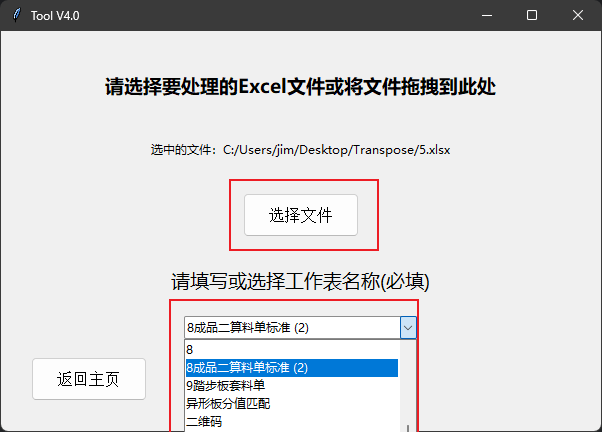 Tool V4.0
请选择要处理的Excel文件或将文件拖拽到此处
选中的文件：C:/Users/jim/Desktop/Transpose/5.xlsx
选择文件
请填写或选择工作表名称(必填)
8成品二算料单标准 (2)
8
8成品二算料单标准 (2)
9踏步板套料单
异形板分值匹配
二维码
返回主页